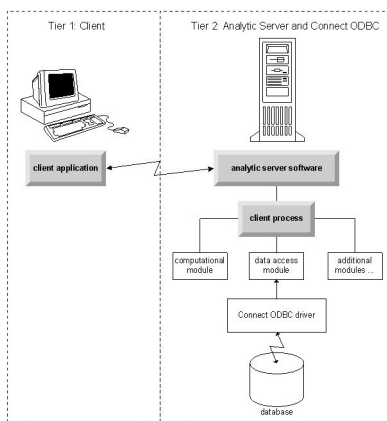 Tier 1: Client
Tier 2: Analytic Server and Connect ODBC
client application
analytic server software
client process
computational
module
data access
module
additional
modules ...
Connect ODBC driver
database